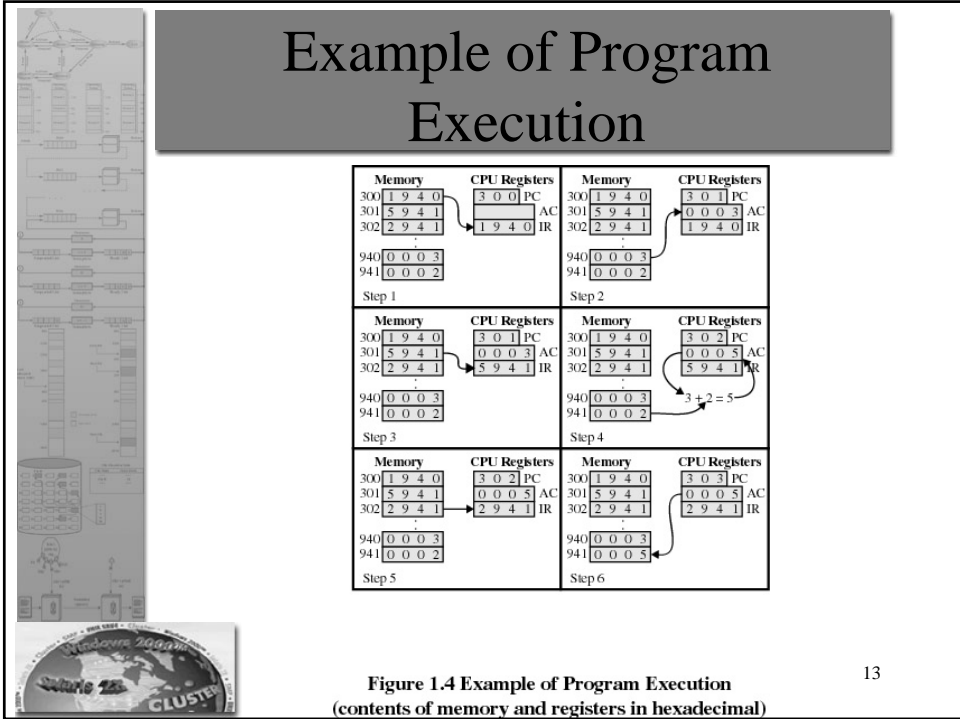 Example of Program
Execution
Memory CPU Registers
300 1 9 4 0 3 0 0 PC
301 5 9 4 1 AC
302 2 9 4 1 1 9 4 0 IR
940 0 0 0 3
941 0 0 0 2
Step 1
Memory CPU Registers
300 1 9 4 0 3 0 1 PC
301 5 9 4 1 0 0 0 3 AC
302 2 9 4 1 1 9 4 0 IR
940 0 0 0 3
941 0 0 0 2
Step 2
Memory CPU Registers
300 1 9 4 0 3 0 1 PC
301 5 9 4 1 0 0 0 3 AC
302 2 9 4 1 5 9 4 1 IR
940 0 0 0 3
941 0 0 0 2
Step 3
Memory CPU Registers
300 1 9 4 0 3 0 2 PC
301 5 9 4 1 0 0 0 5 AC
302 2 9 4 1 5 9 4 1 IR
940 0 0 0 3 3 + 2 = 5
941 0 0 0 2
Step 4
Memory CPU Registers
300 1 9 4 0 3 0 2 PC
301 5 9 4 1 0 0 0 5 AC
302 2 9 4 1 2 9 4 1 IR
940 0 0 0 3
941 0 0 0 2
Step 5
Memory CPU Registers
300 1 9 4 0 3 0 3 PC
301 5 9 4 1 0 0 0 5 AC
302 2 9 4 1 2 9 4 1 IR
940 0 0 0 3
941 0 0 0 5
Step 6
Windows 2000
Solaris
CLUSTER
13
Figure 1.4 Example of Program Execution
(contents of memory and registers in hexadecimal)